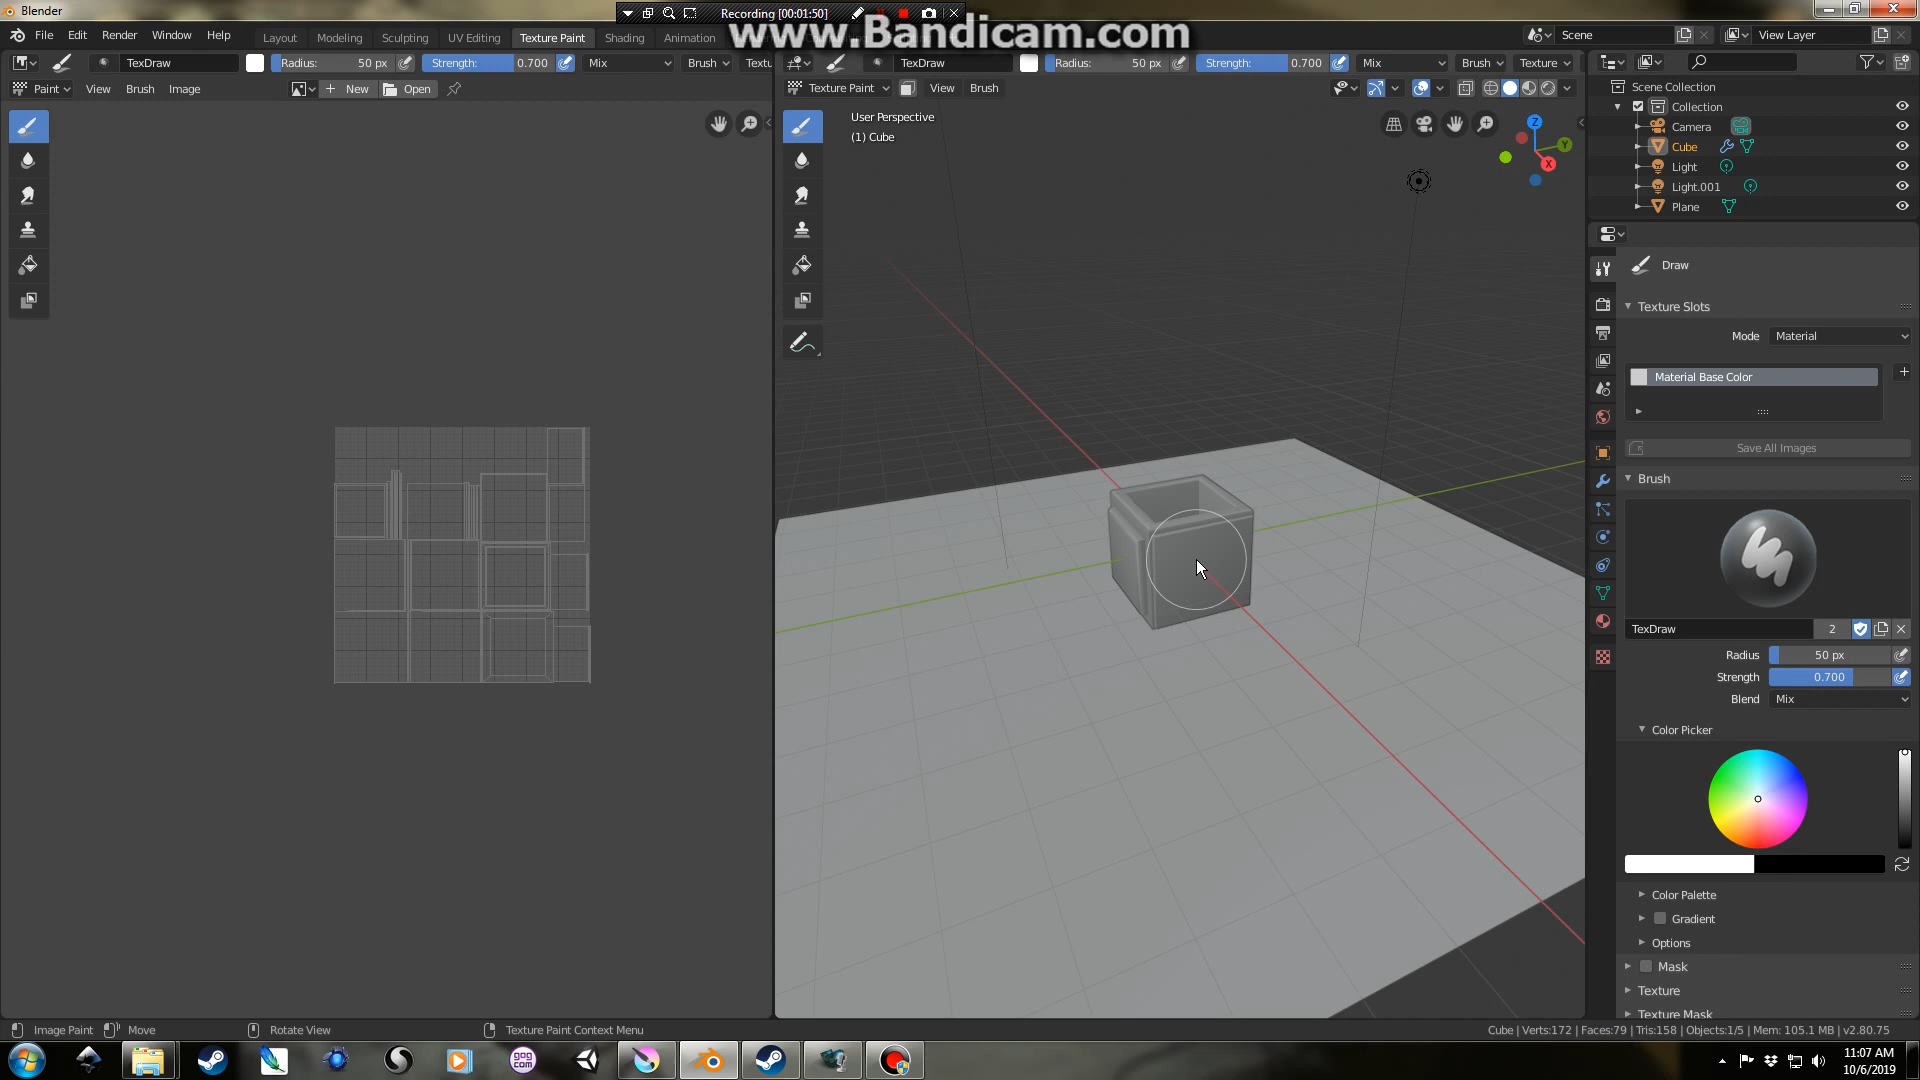 Blender
Recording [00:01:50]
www.Bandicam.com
File Edit Render Window Help
Layout Modeling Sculpting UV Editing Texture Paint Shading Animation
Scene
View Layer
TexDraw Radius: 50 px Strength: 0.700 Mix Brush Textu
TexDraw Radius: 50 px Strength: 0.700 Mix Brush Texture
Paint View Brush Image + New Open
Texture Paint View Brush
User Perspective
(1) Cube
Z
Y
X
Scene Collection
Collection
Camera
Cube
Light
Light.001
Plane
Draw
Texture Slots
Mode Material
Material Base Color
Save All Images
Brush
TexDraw 2
Radius 50 px
Strength 0.700
Blend Mix
Color Picker
Color Palette
Gradient
Options
Mask
Texture
Texture Mask
Image Paint Move Rotate View Texture Paint Context Menu
Cube | Verts:172 | Faces:79 | Tris:158 | Objects:1/5 | Mem: 105.1 MB | v2.80.75
gog
com
11:07 AM
10/6/2019